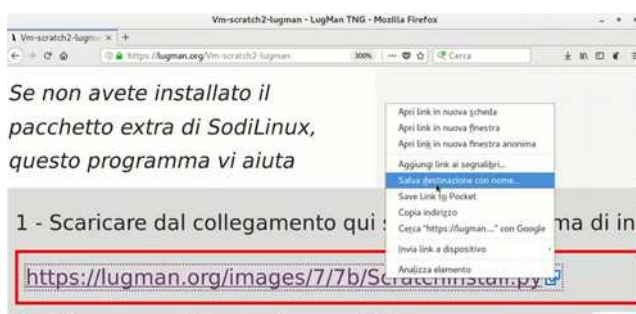 Vm-scratch2-lugman - LugMan TNG - Mozilla Firefox
Vm-scratch2-lugm
https://lugman.org/Vm-scratch2-lugman 300% Cerca
Se non avete installato il
pacchetto extra di SodiLinux,
questo programma vi aiuta
Apri link in nuova scheda
Apri link in nuova finestra
Apri link in nuova finestra anonima
Aggiungi link ai segnalibri...
Salva destinazione con nome...
Save Link to Pocket
Copia indirizzo
Cerca "https://lugman...." con Google
Invia link a dispositivo
Analizza elemento
1 - Scaricare dal collegamento qui ma di in
https://lugman.org/images/7/7b/ScratchInstall.py